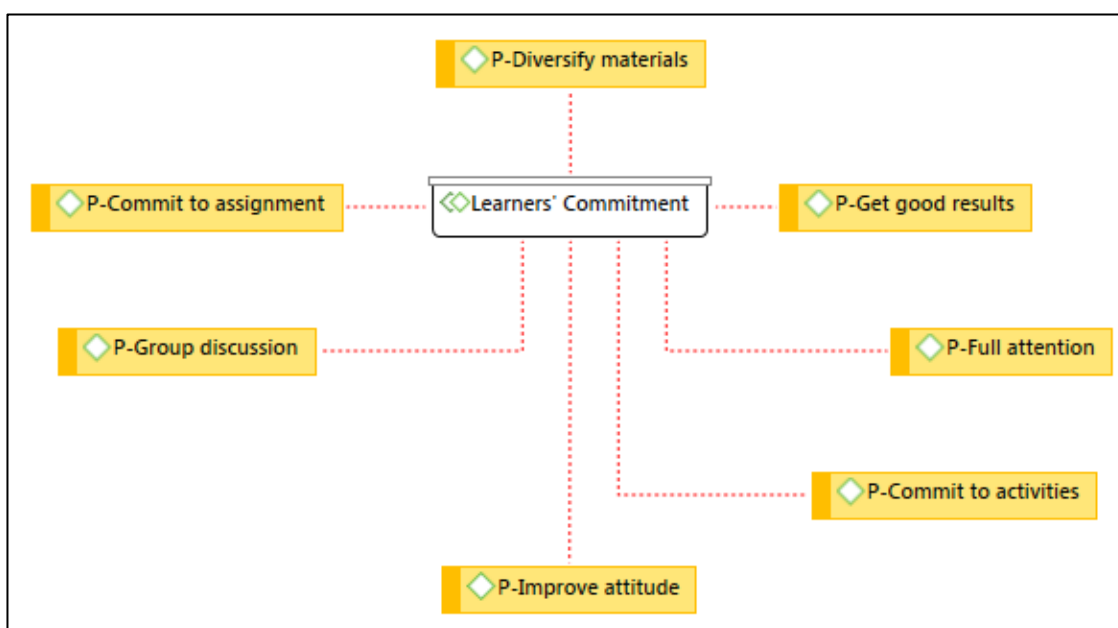 P-Diversify materials
P-Commit to assignment
Learners' Commitment
P-Get good results
P-Group discussion
P-Full attention
P-Commit to activities
P-Improve attitude